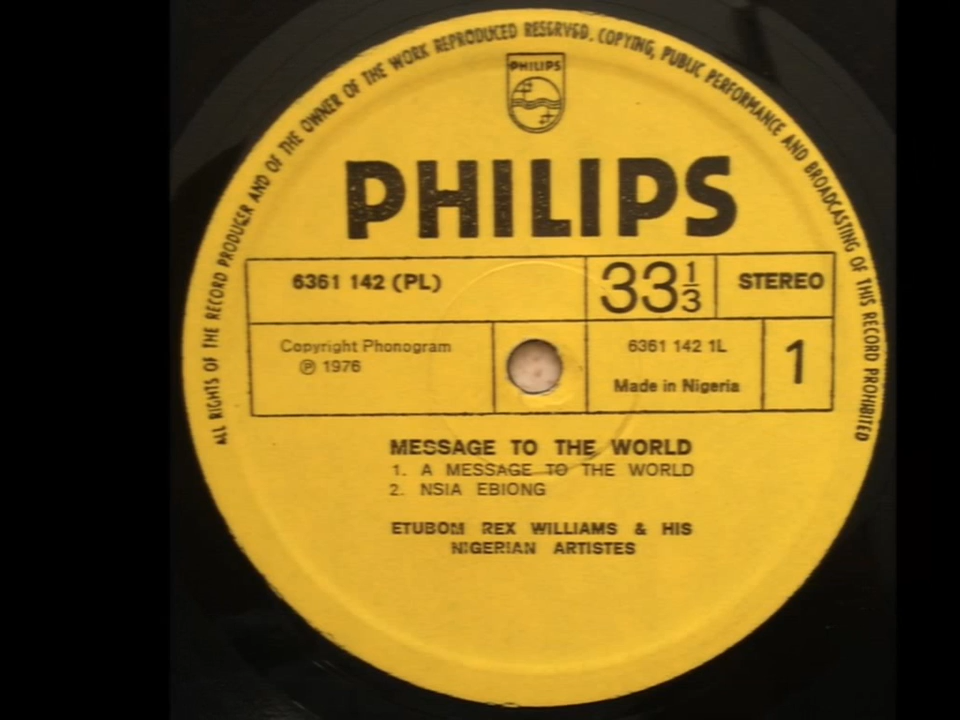 ALL RIGHTS OF THE RECORD PRODUCER AND OF THE OWNER OF THE WORK REPRODUCED RESERVED. COPYING, PUBLIC PERFORMANCE AND BROADCASTING OF THIS RECORD PROHIBITED
PHILIPS
PHILIPS
6361 142 (PL)
33 1/3
STEREO
Copyright Phonogram
℗ 1976
6361 142 1L
Made in Nigeria
1
MESSAGE TO THE WORLD
1. A MESSAGE TO THE WORLD
2. NSIA EBIONG
ETUBOM REX WILLIAMS & HIS
NIGERIAN ARTISTES